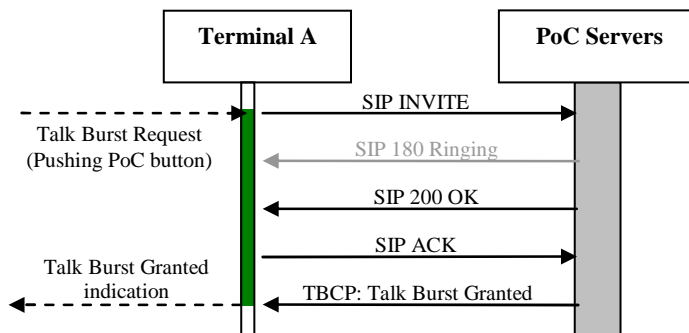 Terminal A
PoC Servers
SIP INVITE
Talk Burst Request
(Pushing PoC button)
SIP 180 Ringing
SIP 200 OK
SIP ACK
Talk Burst Granted
indication
TBCP: Talk Burst Granted